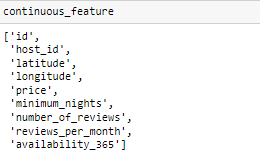 continuous_feature
['id',
'host_id',
'latitude',
'longitude',
'price',
'minimum_nights',
'number_of_reviews',
'reviews_per_month',
'availability_365']